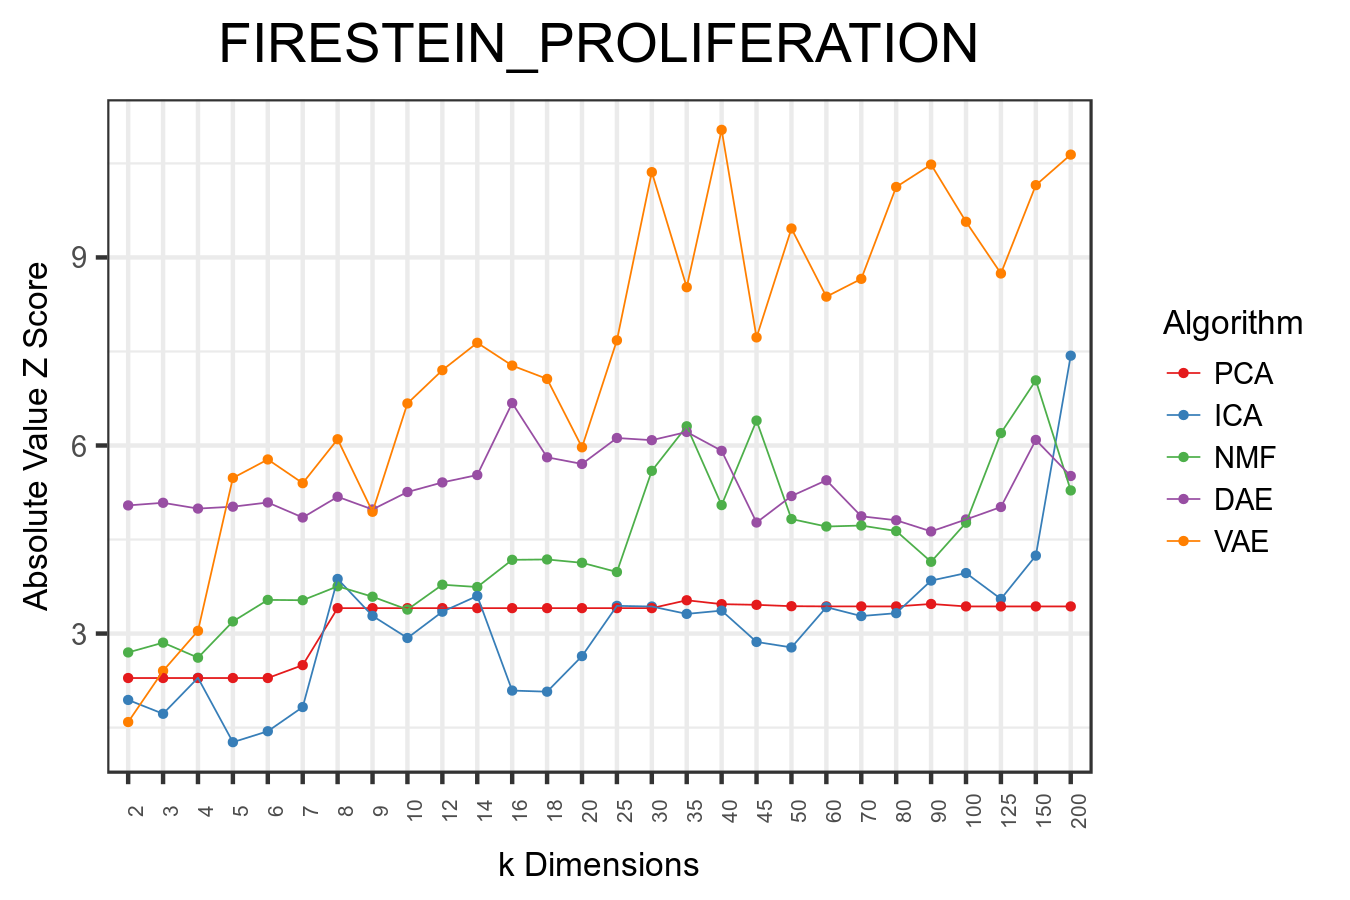 FIRESTEIN_PROLIFERATION
Absolute Value Z Score
9
6
3
2 3 4 5 6 7 8 9 10 12 14 16 18 20 25 30 35 40 45 50 60 70 80 90 100 125 150 200
k Dimensions
Algorithm
PCA
ICA
NMF
DAE
VAE